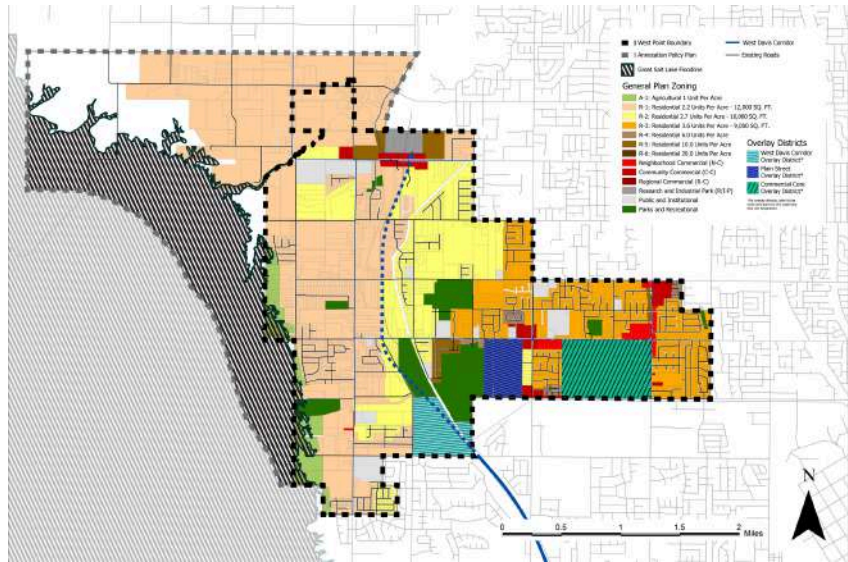 West Point Boundary
Annexation Policy Plan
Great Salt Lake Floodline
West Davis Corridor
Existing Roads
General Plan Zoning
A-1: Agricultural 1 Unit Per Acre
R-1: Residential 2.2 Units Per Acre - 12,000 SQ. FT.
R-2: Residential 2.7 Units Per Acre - 10,000 SQ. FT.
R-3: Residential 3.6 Units Per Acre - 9,000 SQ. FT.
R-4: Residential 6.0 Units Per Acre
R-5: Residential 10.0 Units Per Acre
R-6: Residential 20.0 Units Per Acre
Neighborhood Commercial (N-C)
Community Commercial (C-C)
Regional Commercial (R-C)
Research and Industrial Park (R/I P)
Public and Institutional
Parks and Recreational
Overlay Districts
West Davis Corridor
Overlay District*
Plain Street
Overlay District*
Commercial Core
Overlay District*
N
0 0.5 1 1.5 2
Miles